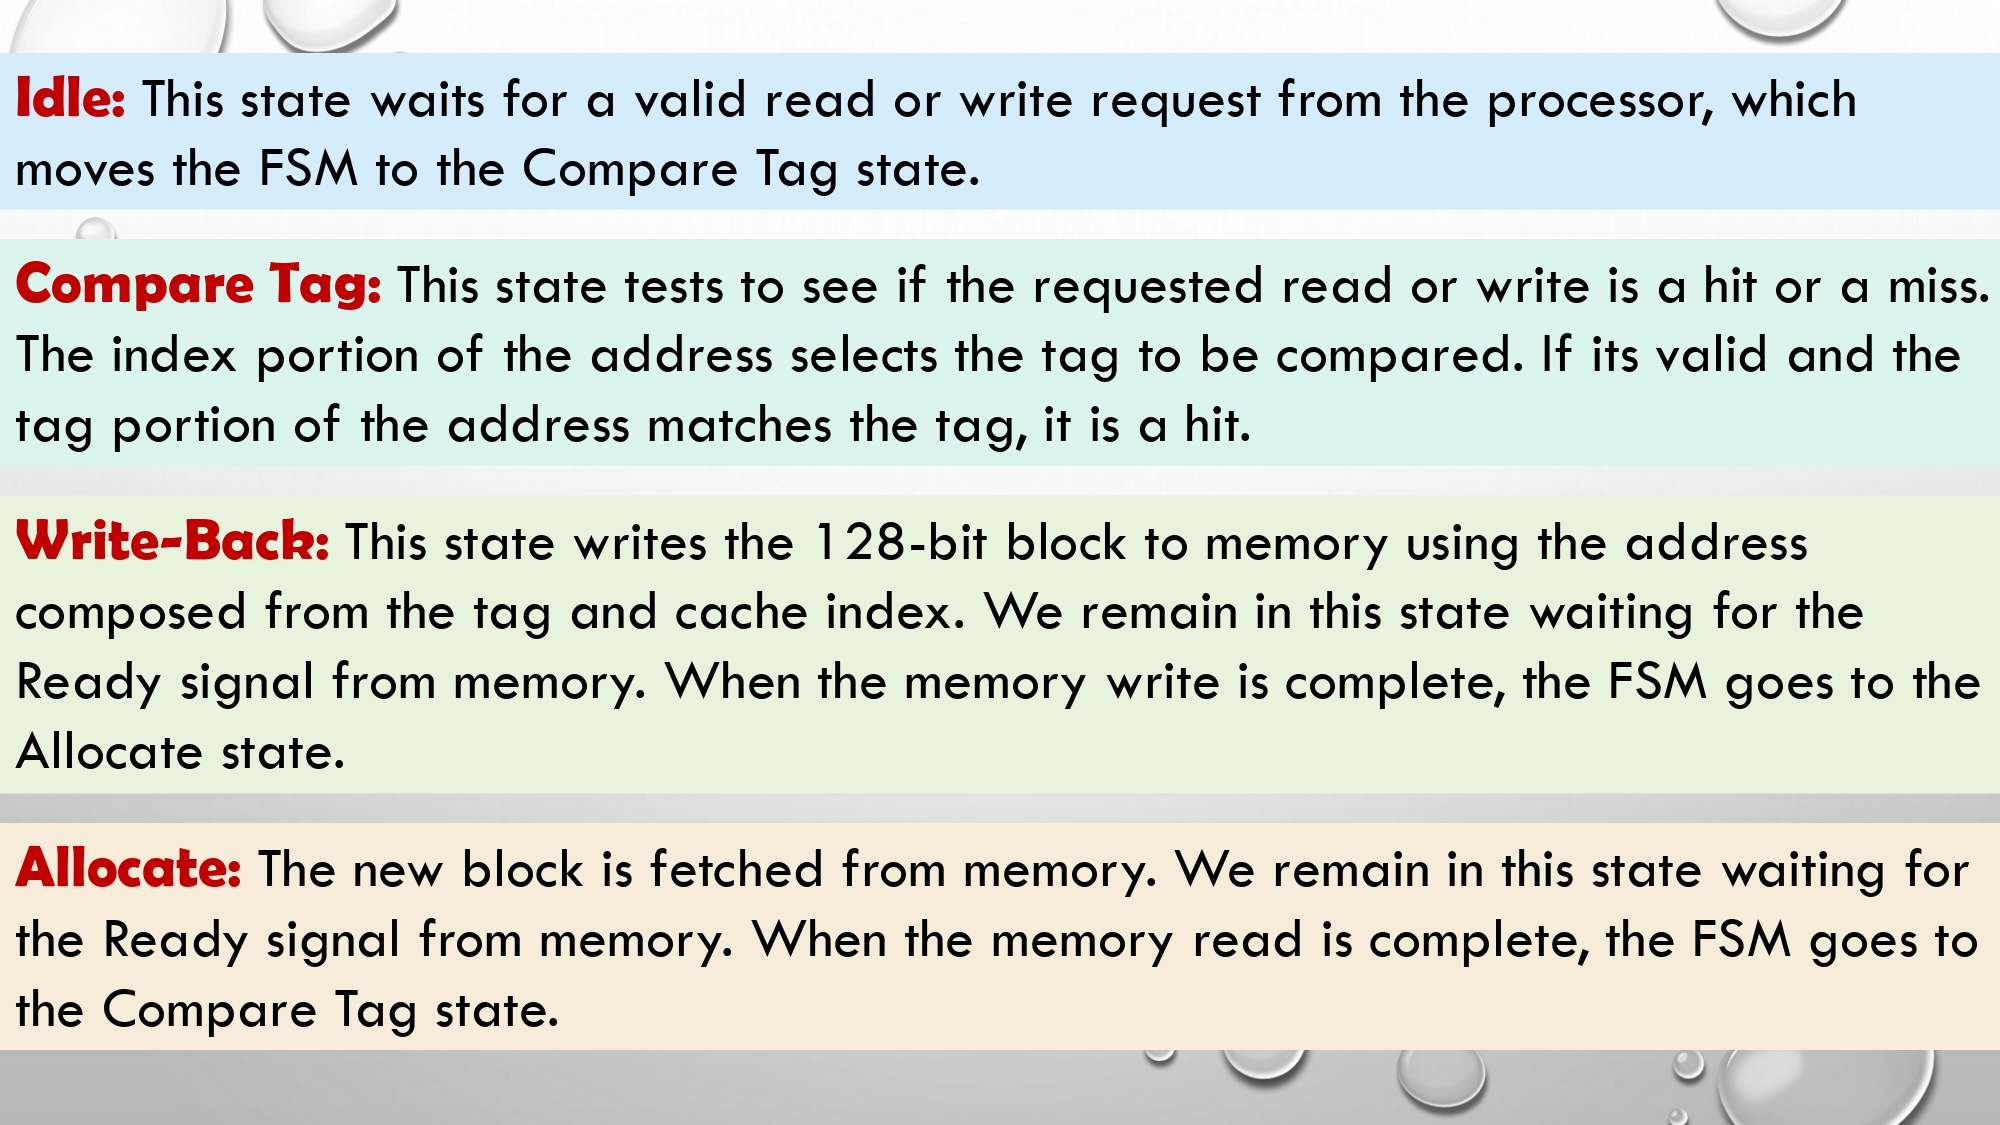 Idle: This state waits for a valid read or write request from the processor, which
moves the FSM to the Compare Tag state.
Compare Tag: This state tests to see if the requested read or write is a hit or a miss.
The index portion of the address selects the tag to be compared. If its valid and the
tag portion of the address matches the tag, it is a hit.
Write-Back: This state writes the 128-bit block to memory using the address
composed from the tag and cache index. We remain in this state waiting for the
Ready signal from memory. When the memory write is complete, the FSM goes to the
Allocate state.
Allocate: The new block is fetched from memory. We remain in this state waiting for
the Ready signal from memory. When the memory read is complete, the FSM goes to
the Compare Tag state.